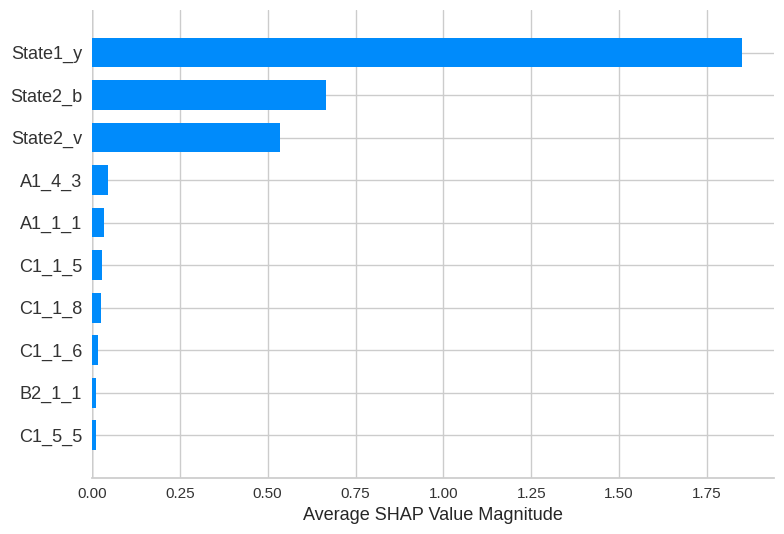 State1_y
State2_b
State2_v
A1_4_3
A1_1_1
C1_1_5
C1_1_8
C1_1_6
B2_1_1
C1_5_5
0.00 0.25 0.50 0.75 1.00 1.25 1.50 1.75
Average SHAP Value Magnitude